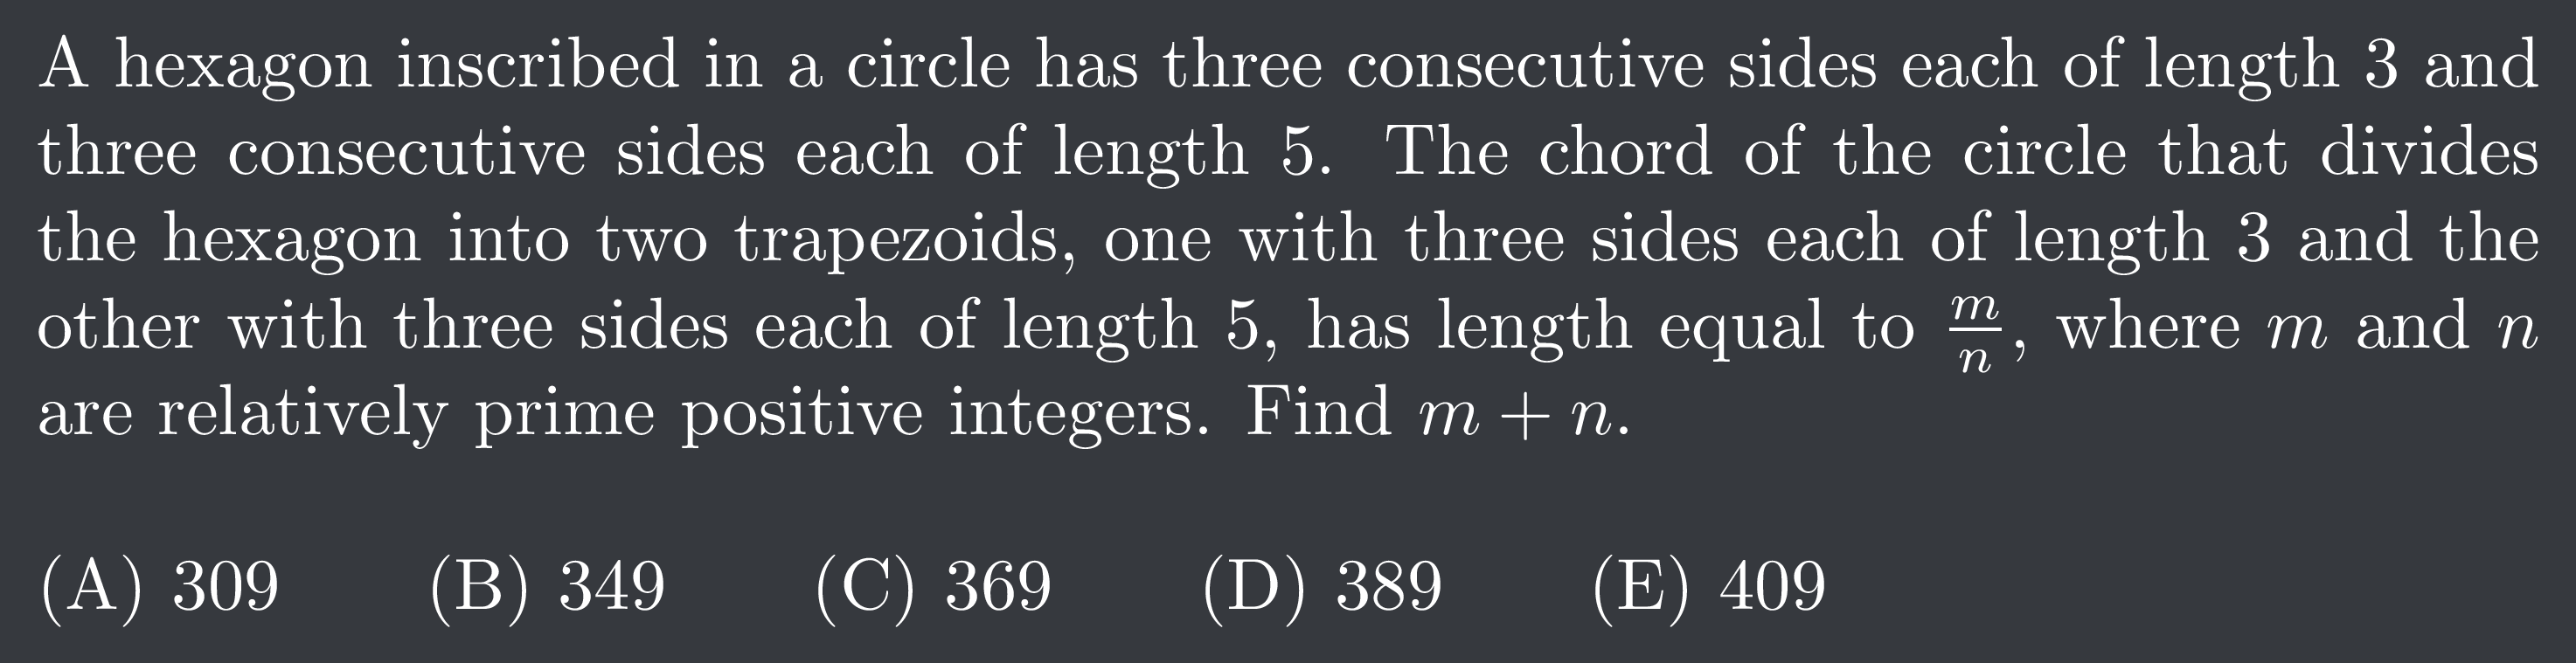 A hexagon inscribed in a circle has three consecutive sides each of length 3 and
three consecutive sides each of length 5. The chord of the circle that divides
the hexagon into two trapezoids, one with three sides each of length 3 and the
other with three sides each of length 5, has length equal to $\frac{m}{n}$, where $m$ and $n$
are relatively prime positive integers. Find $m + n$.
(A) 309 (B) 349 (C) 369 (D) 389 (E) 409